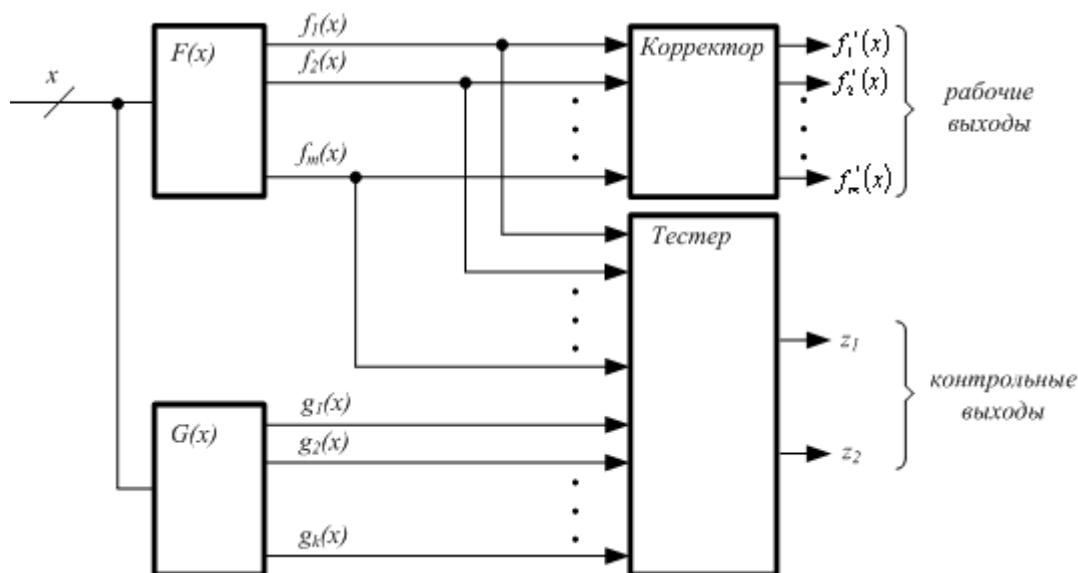 x
F(x)
f₁(x)
f₂(x)
fₘ(x)
Корректор
f₁'(x)
f₂'(x)
fₘ'(x)
рабочие
выходы
Тестер
z₁
z₂
контрольные
выходы
G(x)
g₁(x)
g₂(x)
gₖ(x)